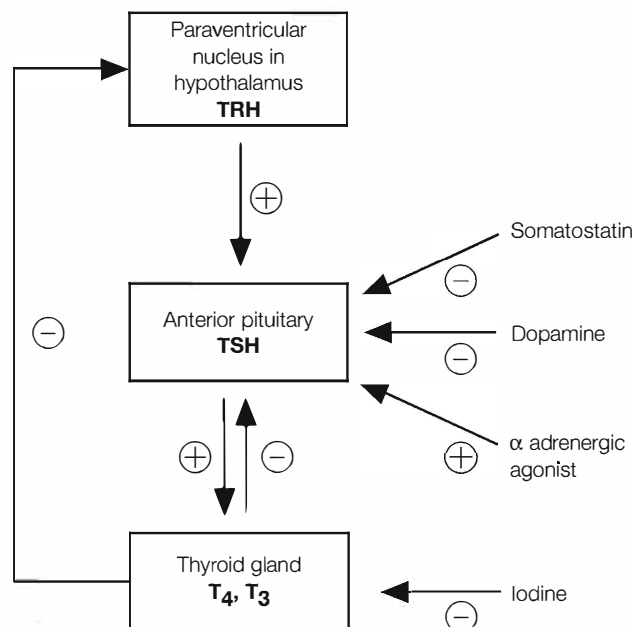 Paraventricular
nucleus in
hypothalamus
TRH
⊕
Somatostatin
⊖
Anterior pituitary
TSH
⊖
Dopamine
⊖
α adrenergic
agonist
⊕
⊕
⊖
Thyroid gland
T₄, T₃
Iodine
⊖